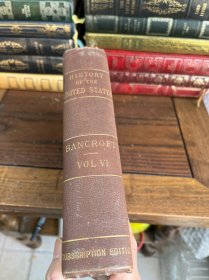 HISTORY
OF THE
UNITED STATES
BANCROFT
VOL. VI
SUBSCRIPTION EDITION